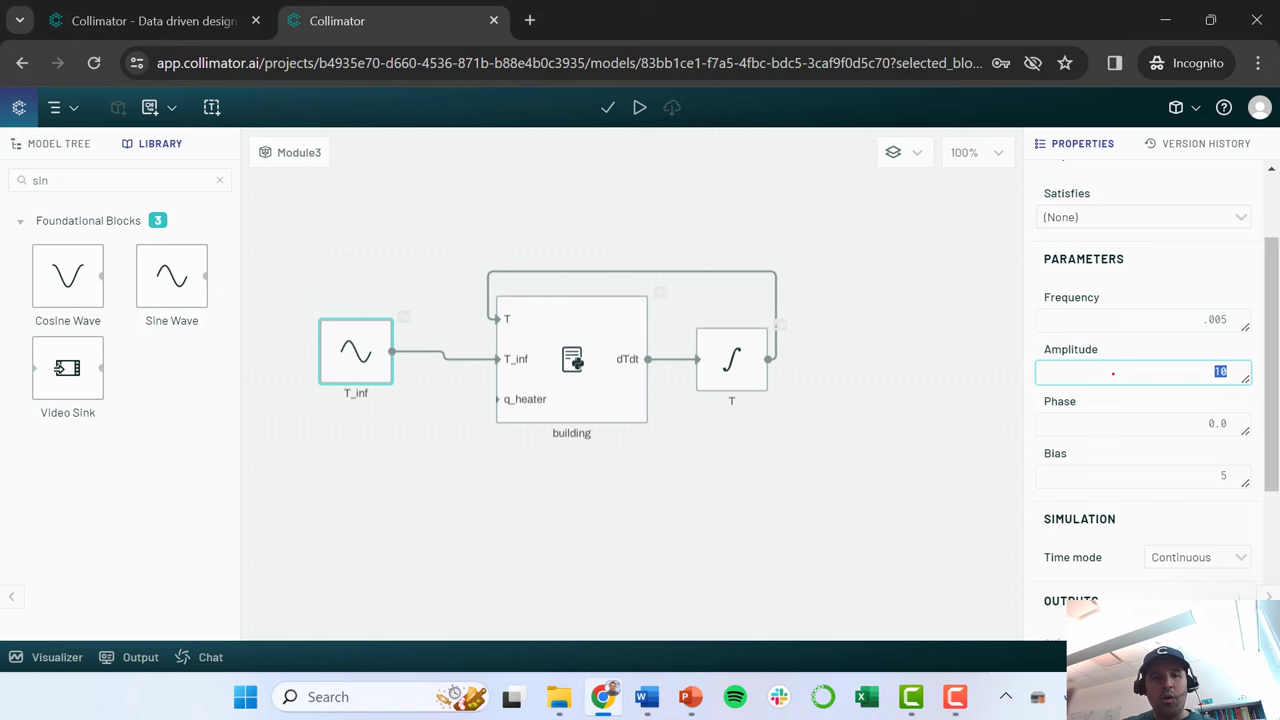 Collimator - Data driven design
Collimator
app.collimator.ai/projects/b4935e70-d660-4536-871b-b88e4b0c3935/models/83bb1ce1-f7a5-4fbc-bdc5-3caf9f0d5c70?selected_blo...
Incognito
MODEL TREE
LIBRARY
sin
Foundational Blocks 3
Cosine Wave
Sine Wave
Video Sink
Module3
100%
T_inf
T
T_inf
q_heater
dTdt
building
T
PROPERTIES
VERSION HISTORY
Satisfies
(None)
PARAMETERS
Frequency
.005
Amplitude
10
Phase
0.0
Bias
5
SIMULATION
Time mode
Continuous
Visualizer
Output
Chat
Search